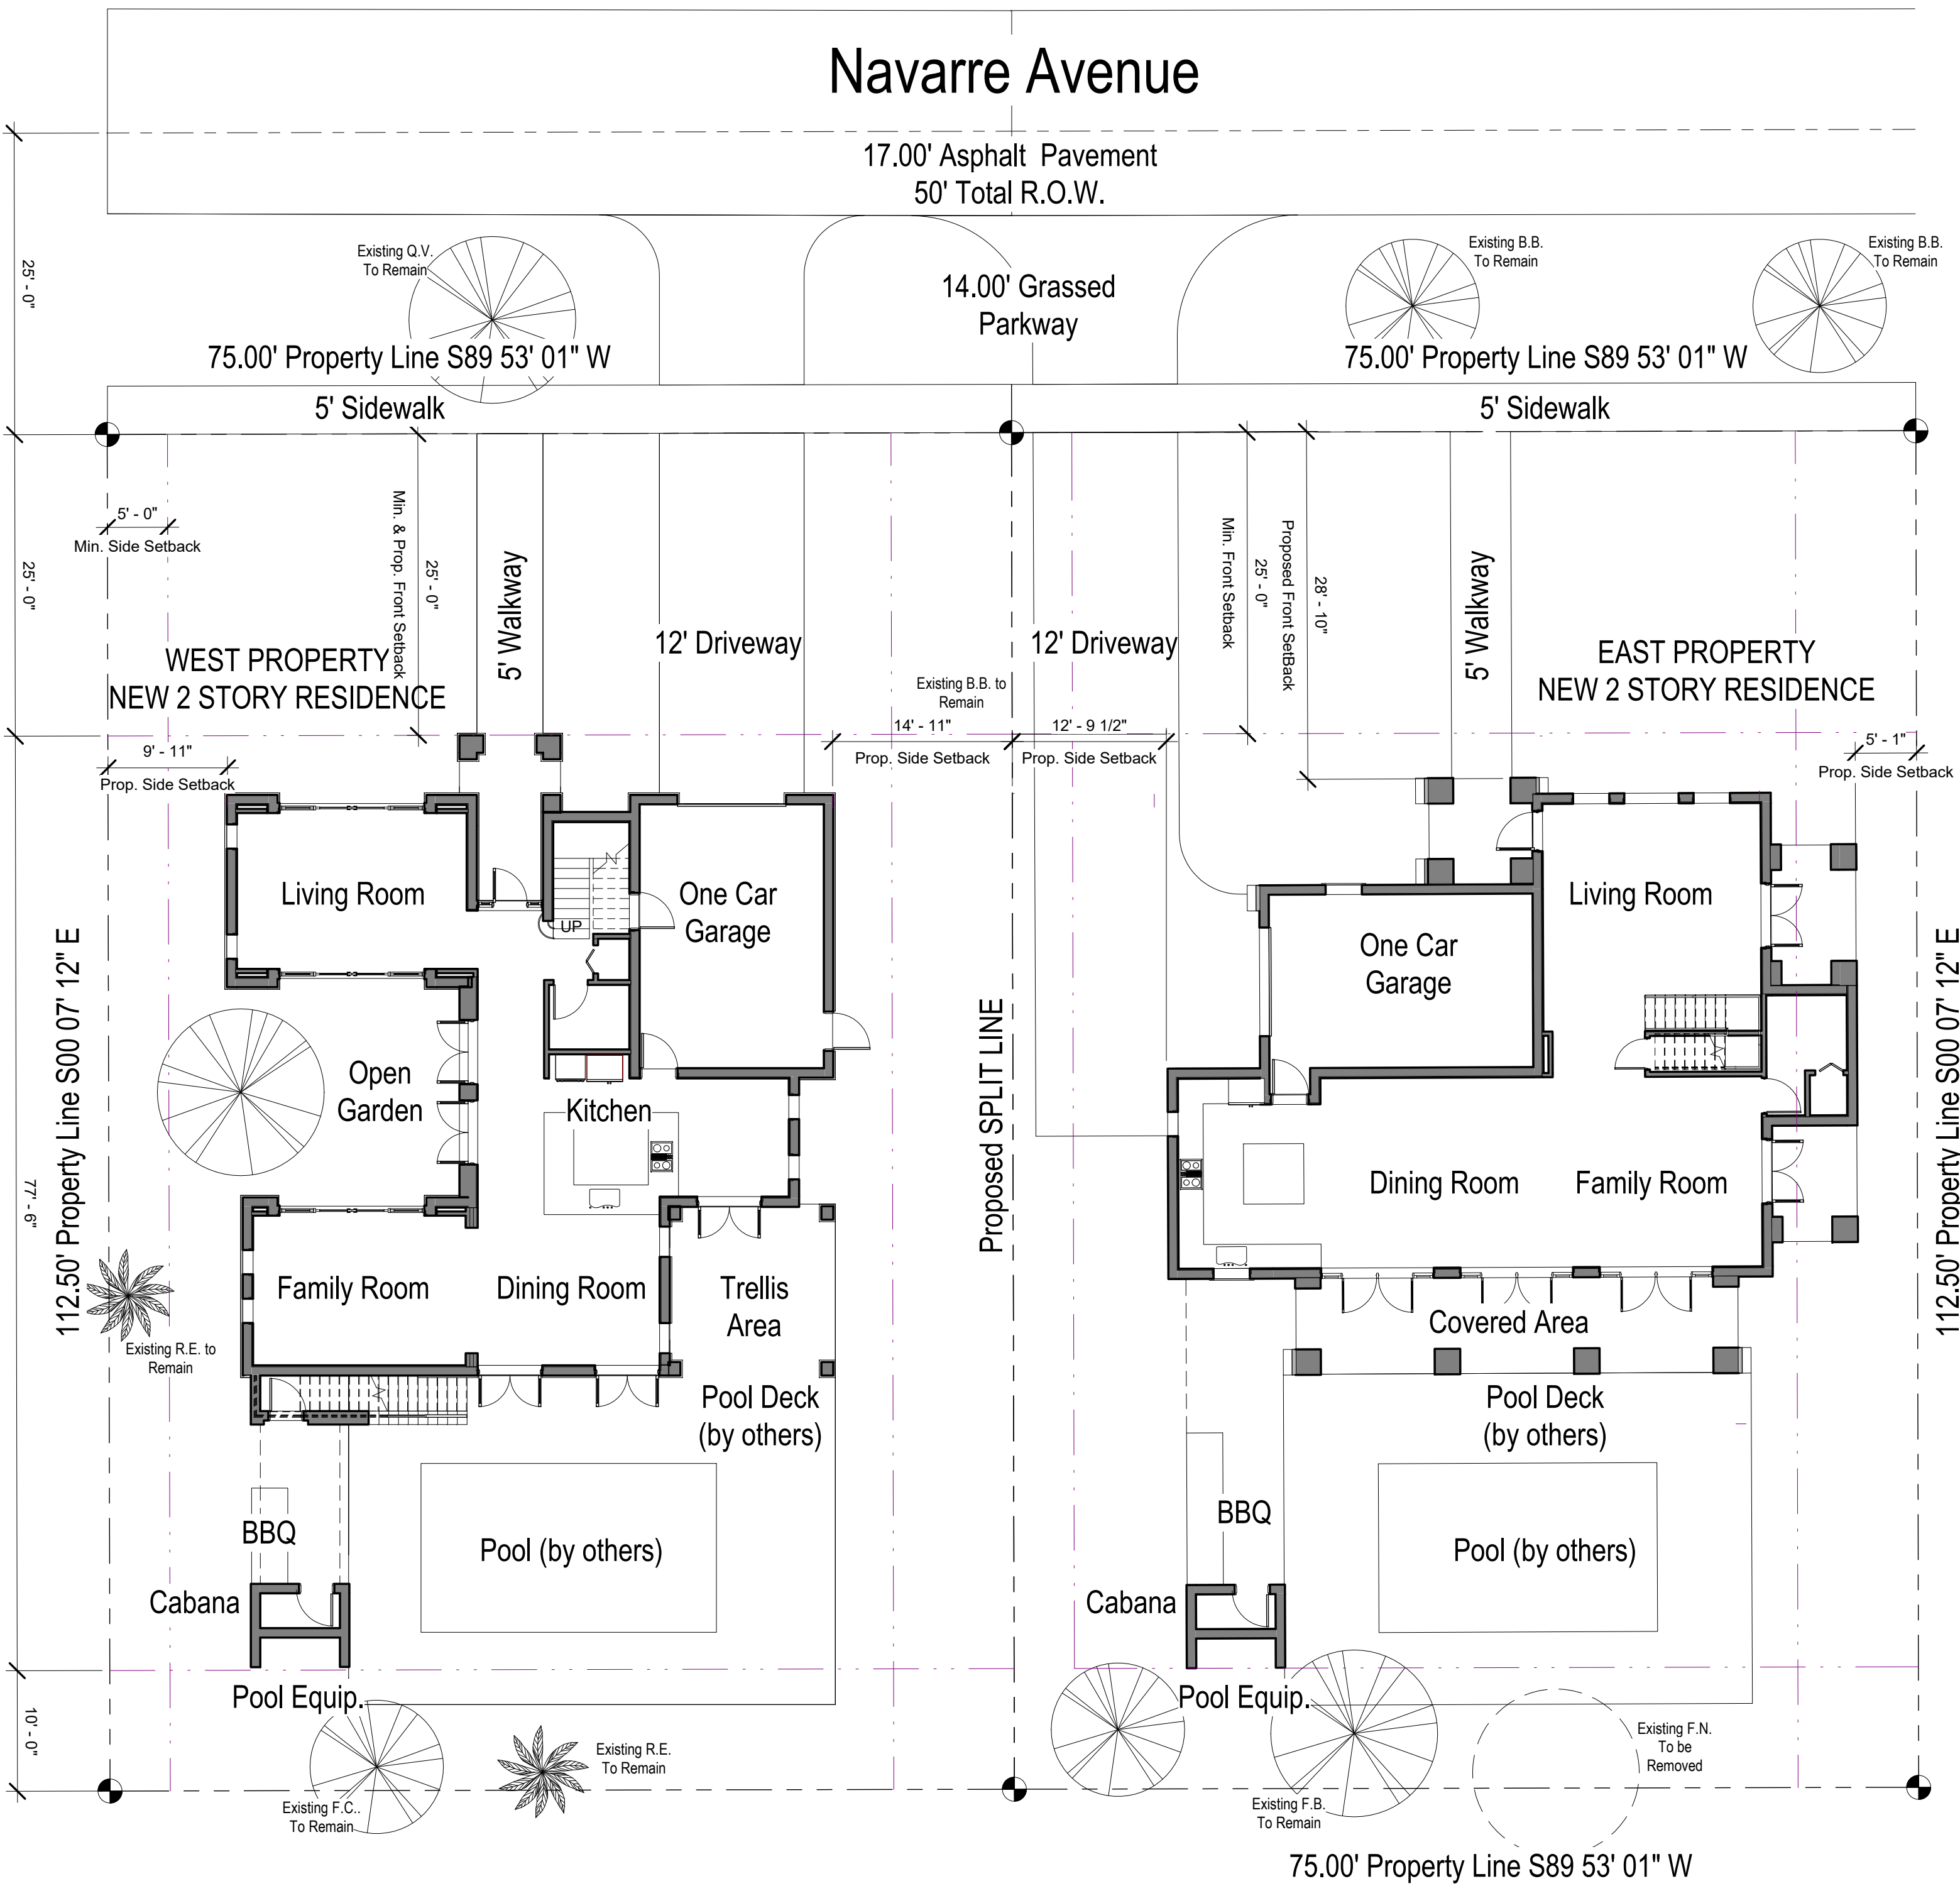 Navarre Avenue
17.00' Asphalt Pavement
50' Total R.O.W.
25' - 0"
Existing Q.V.
To Remain
14.00' Grassed
Parkway
Existing B.B.
To Remain
Existing B.B.
To Remain
75.00' Property Line S89 53' 01" W
75.00' Property Line S89 53' 01" W
5' Sidewalk
5' Sidewalk
25' - 0"
5' - 0"
Min. Side Setback
Min. & Prop. Front Setback
25' - 0"
5' Walkway
12' Driveway
12' Driveway
Min. Front Setback
25' - 0"
Proposed Front SetBack
28' - 10"
5' Walkway
WEST PROPERTY
NEW 2 STORY RESIDENCE
EAST PROPERTY
NEW 2 STORY RESIDENCE
Existing B.B. to
Remain
9' - 11"
Prop. Side Setback
14' - 11"
Prop. Side Setback
12' - 9 1/2"
Prop. Side Setback
5' - 1"
Prop. Side Setback
Living Room
UP
One Car
Garage
One Car
Garage
Living Room
112.50' Property Line S00 07' 12" E
Open
Garden
Kitchen
Proposed SPLIT LINE
112.50' Property Line S00 07' 12" E
77' - 6"
Dining Room
Family Room
Family Room
Dining Room
Trellis
Area
Covered Area
Existing R.E. to
Remain
Pool Deck
(by others)
Pool Deck
(by others)
BBQ
Pool (by others)
BBQ
Pool (by others)
Cabana
Cabana
Pool Equip.
Pool Equip.
10' - 0"
Existing R.E.
To Remain
Existing F.N.
To be
Removed
Existing F.C..
To Remain
Existing F.B.
To Remain
75.00' Property Line S89 53' 01" W